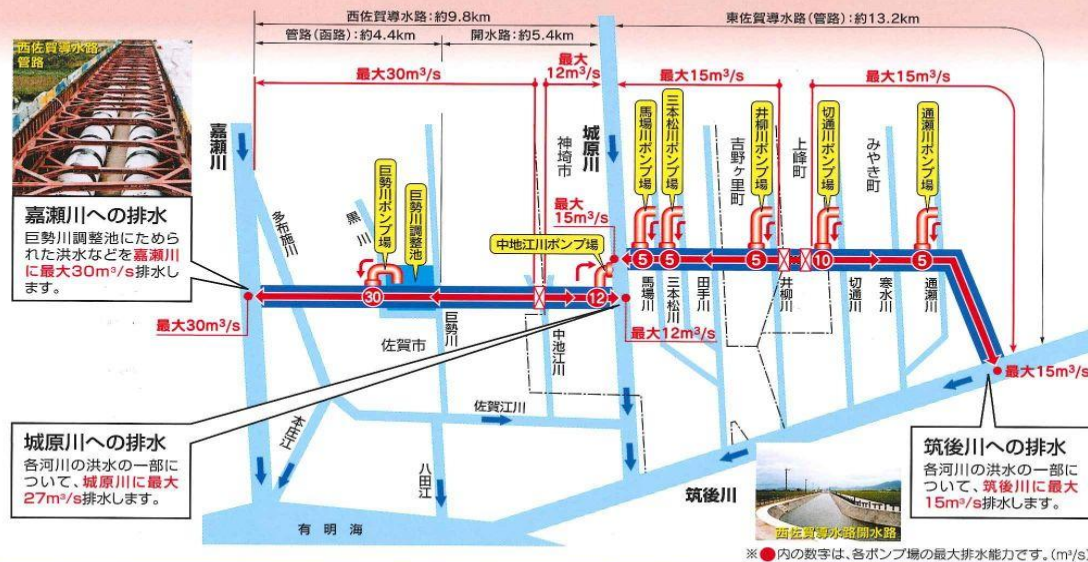 西佐賀導水路：約9.8km
東佐賀導水路（管路）：約13.2km
管路（函路）：約4.4km
開水路：約5.4km
最大30m³/s
最大
12m³/s
最大15m³/s
最大15m³/s
西佐賀導水路
管路
嘉瀬川
神埼市
城原川
馬場川ポンプ場
三本松川ポンプ場
吉野ヶ里町
井柳川ポンプ場
上峰町
切通川ポンプ場
みやき町
通瀬川ポンプ場
嘉瀬川への排水
巨勢川調整池にためら
れた洪水などを嘉瀬川
に最大30m³/s排水し
ます。
多布施川
黒川
巨勢川ポンプ場
巨勢川調整池
中地江川ポンプ場
最大
15m³/s
5
5
5
10
5
30
12
馬場川
三本松川
田手川
井柳川
切通川
寒水川
通瀬川
最大30m³/s
佐賀市
巨勢川
中池江川
最大12m³/s
最大15m³/s
佐賀江川
本庄江
八田江
城原川への排水
各河川の洪水の一部に
ついて、城原川に最大
27m³/s排水します。
筑後川
筑後川への排水
各河川の洪水の一部に
ついて、筑後川に最大
15m³/s排水します。
有明海
西佐賀導水路開水路
※●内の数字は、各ポンプ場の最大排水能力です。（m³/s）